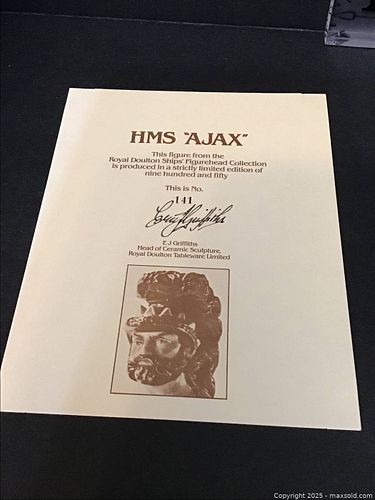 HMS "AJAX"
This figure from the
Royal Doulton Ships' Figurehead Collection
is produced in a strictly limited edition of
nine hundred and fifty
This is No.
141
E.J Griffiths
Head of Ceramic Sculpture,
Royal Doulton Tableware Limited
Copyright 2025 - maxsold.com